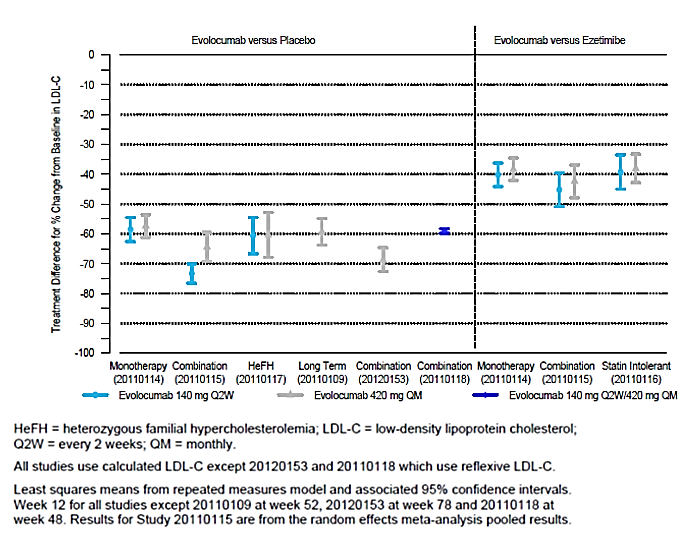 Evolocumab versus Placebo
Evolocumab versus Ezetimibe
Treatment Difference for % Change from Baseline in LDL-C
0
-10
-20
-30
-40
-50
-60
-70
-80
-90
-100
Monotherapy Combination HeFH Long Term Combination Combination Monotherapy Combination Statin Intolerant
(20110114) (20110115) (20110117) (20110109) (20120153) (20110118) (20110114) (20110115) (20110116)
Evolocumab 140 mg Q2W Evolocumab 420 mg QM Evolocumab 140 mg Q2W/420 mg QM
HeFH = heterozygous familial hypercholesterolemia; LDL-C = low-density lipoprotein cholesterol;
Q2W = every 2 weeks; QM = monthly.
All studies use calculated LDL-C except 20120153 and 20110118 which use reflexive LDL-C.
Least squares means from repeated measures model and associated 95% confidence intervals.
Week 12 for all studies except 20110109 at week 52, 20120153 at week 78 and 20110118 at
week 48. Results for Study 20110115 are from the random effects meta-analysis pooled results.